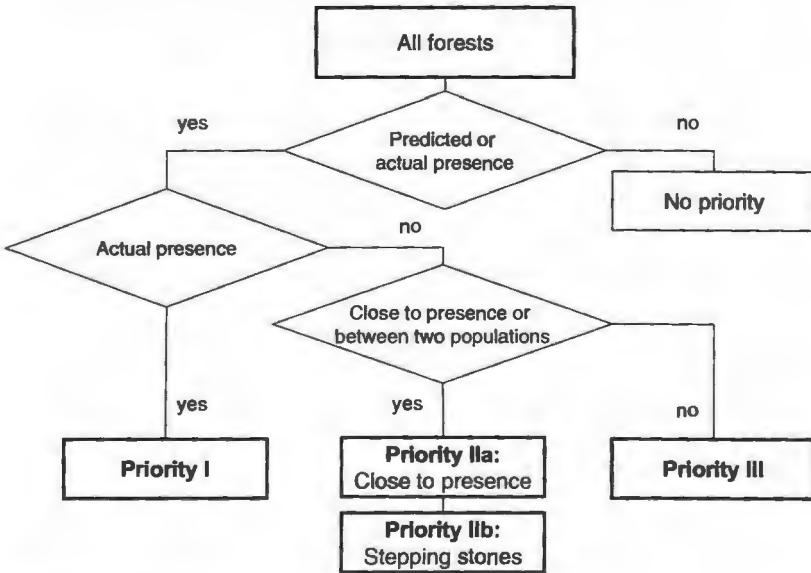 All forests
yes
Predicted or
actual presence
no
No priority
Actual presence
no
Close to presence or
between two populations
yes
yes
no
Priority I
Priority IIa:
Close to presence
Priority III
Priority IIb:
Stepping stones